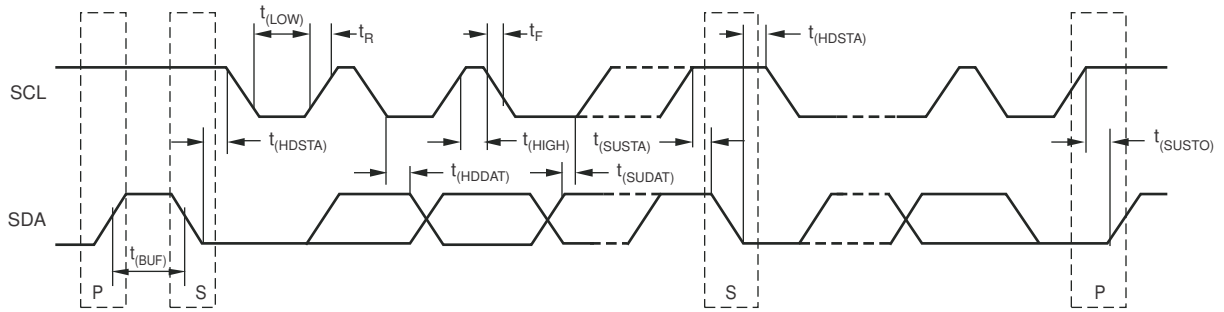 t(LOW)
tR
tF
t(HDSTA)
SCL
t(HDSTA)
t(HIGH)
t(SUSTA)
t(SUSTO)
t(HDDAT)
t(SUDAT)
SDA
t(BUF)
P
S
S
P